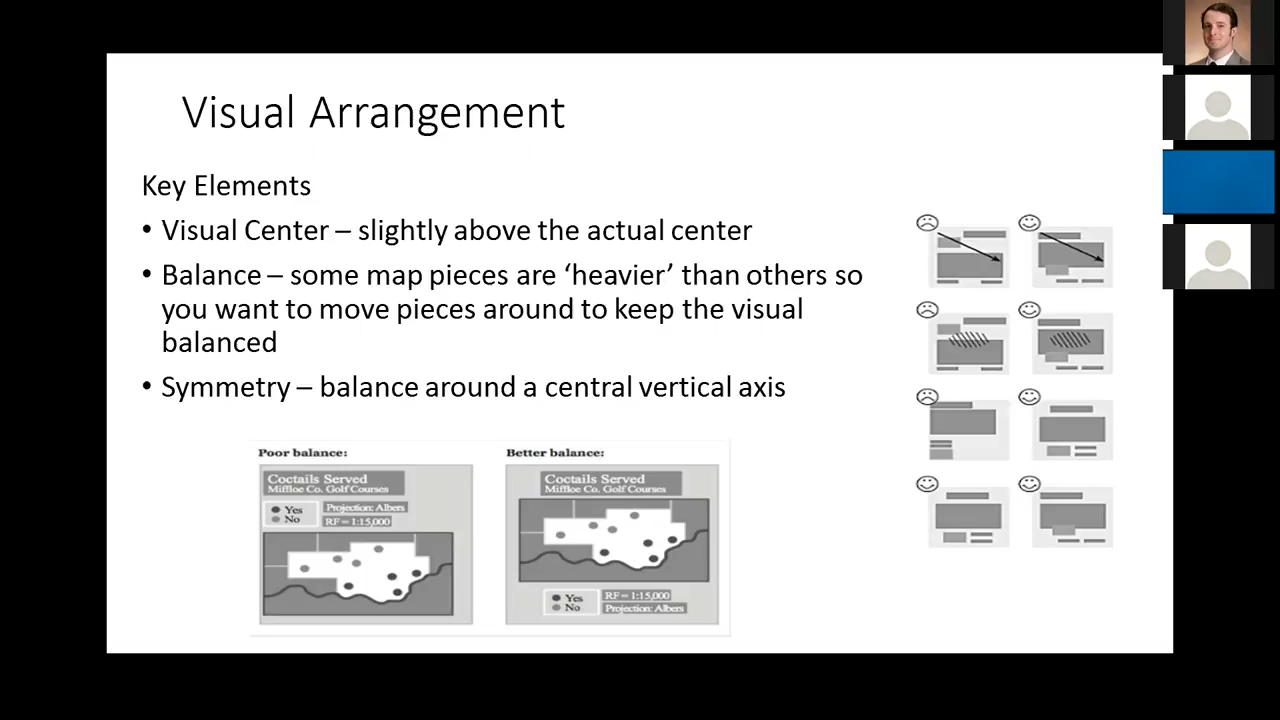 Visual Arrangement
Key Elements
• Visual Center – slightly above the actual center
• Balance – some map pieces are ‘heavier’ than others so
you want to move pieces around to keep the visual
balanced
• Symmetry – balance around a central vertical axis
Poor balance:
Coctails Served
Miffloc Co. Golf Courses
Yes
No
Projection: Albers
RF = 1:15,000
Better balance:
Coctails Served
Miffloc Co. Golf Courses
Yes
No
RF = 1:15,000
Projection: Albers